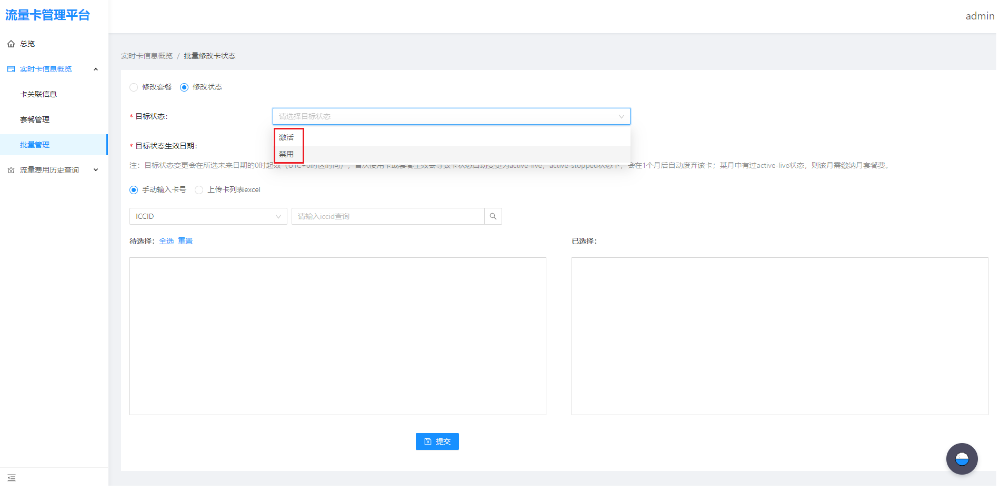 流量卡管理平台
admin
总览
实时卡信息概览
卡关联信息
套餐管理
批量管理
流量费用历史查询
实时卡信息概览 / 批量修改卡状态
修改套餐 修改状态
* 目标状态: 请选择目标状态
激活
* 目标状态生效日期:
禁用
注: 目标状态变更会在所选未来日期的0时起效（UTC+0时区时间），首次使用卡或套餐生效会导致卡状态自动变更为active-live；active-stopped状态下，会在1个月后自动废弃该卡；某月中有过active-live状态，则该月需缴纳月套餐费。
手动输入卡号 上传卡列表excel
ICCID 请输入iccid查询
待选择: 全选 重置 已选择:
提交